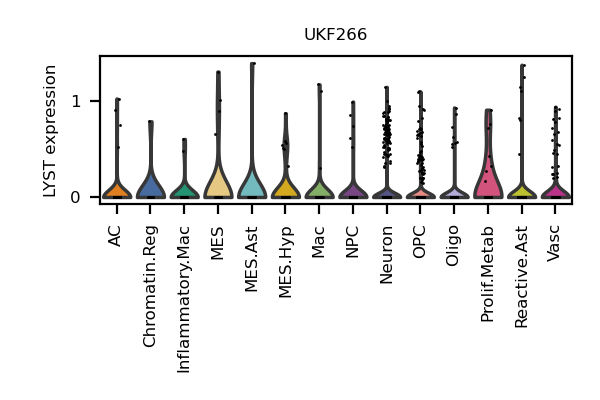 UKF266
LYST expression
1
0
AC
Chromatin.Reg
Inflammatory.Mac
MES
MES.Ast
MES.Hyp
Mac
NPC
Neuron
OPC
Oligo
Prolif.Metab
Reactive.Ast
Vasc